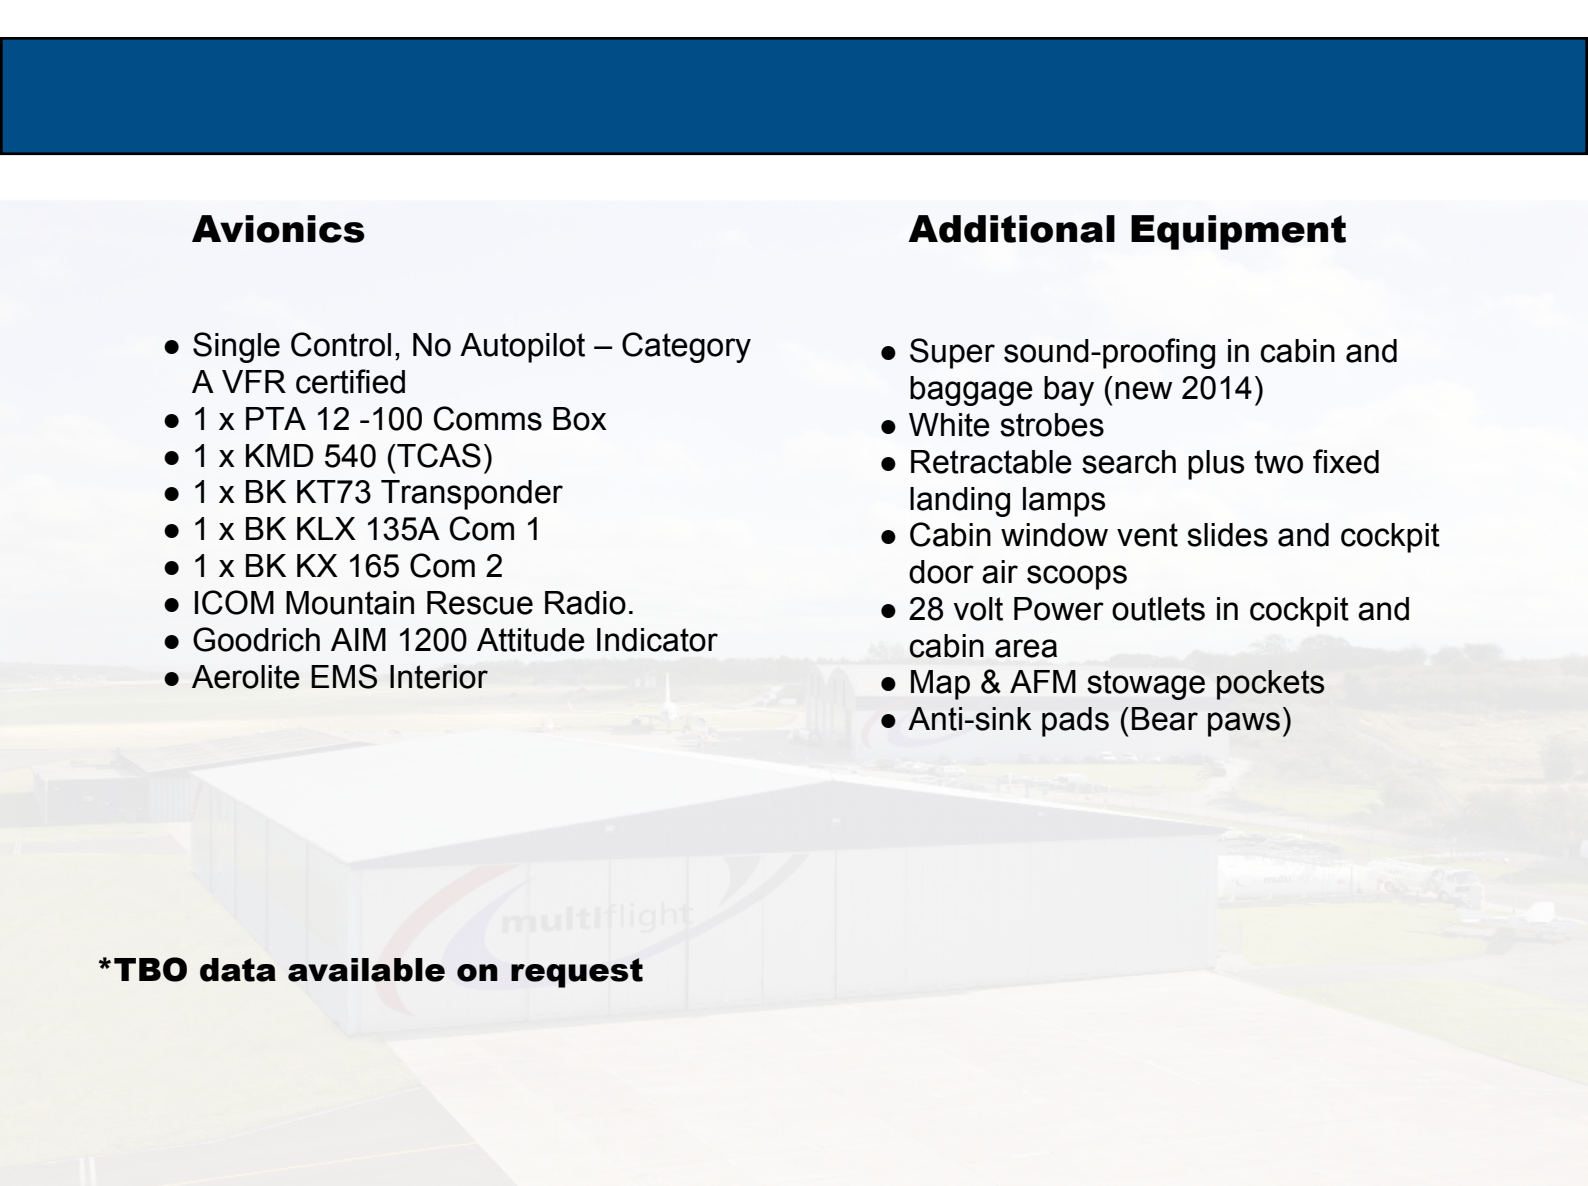 Avionics
● Single Control, No Autopilot – Category
A VFR certified
● 1 x PTA 12 -100 Comms Box
● 1 x KMD 540 (TCAS)
● 1 x BK KT73 Transponder
● 1 x BK KLX 135A Com 1
● 1 x BK KX 165 Com 2
● ICOM Mountain Rescue Radio.
● Goodrich AIM 1200 Attitude Indicator
● Aerolite EMS Interior
Additional Equipment
● Super sound-proofing in cabin and
baggage bay (new 2014)
● White strobes
● Retractable search plus two fixed
landing lamps
● Cabin window vent slides and cockpit
door air scoops
● 28 volt Power outlets in cockpit and
cabin area
● Map & AFM stowage pockets
● Anti-sink pads (Bear paws)
multiflight
*TBO data available on request